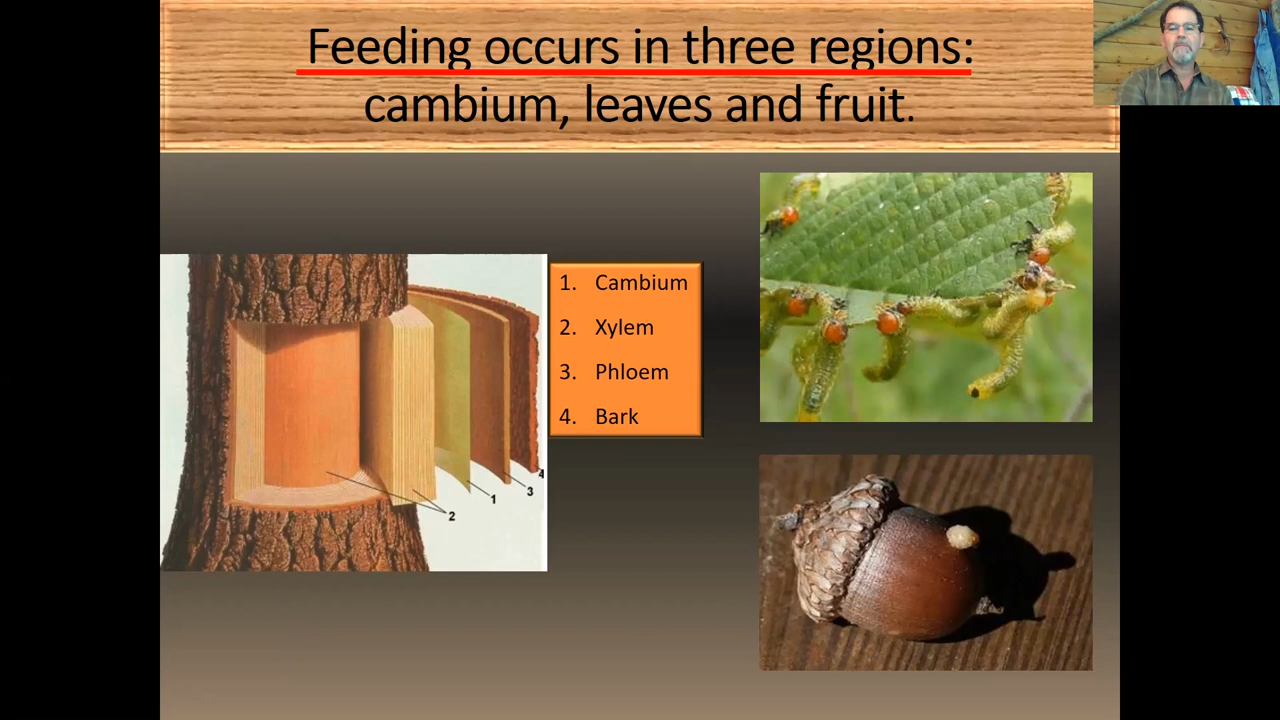 Feeding occurs in three regions:
cambium, leaves and fruit.
1. Cambium
2. Xylem
3. Phloem
4. Bark
4
3
1
2